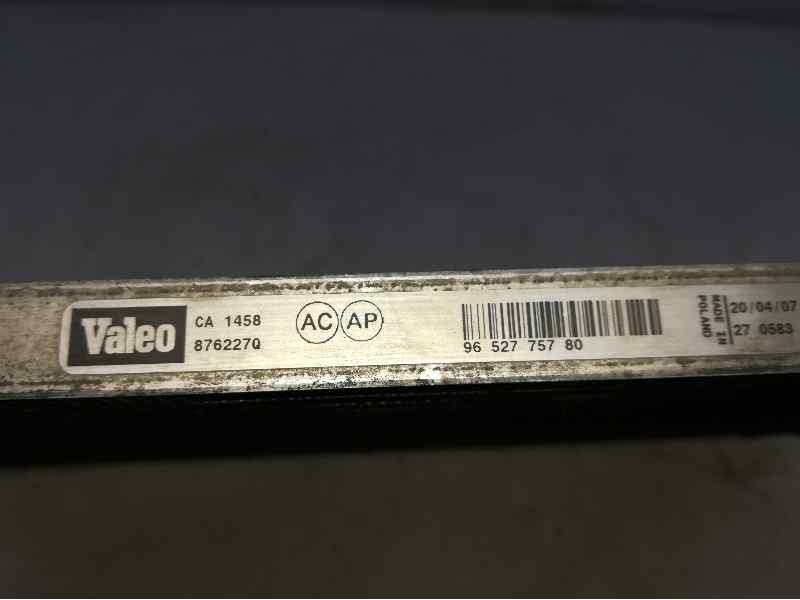 Valeo
CA 1458
876227Q
AC AP
96 527 757 80
MADE IN
POLAND
20/04/07
27 0583